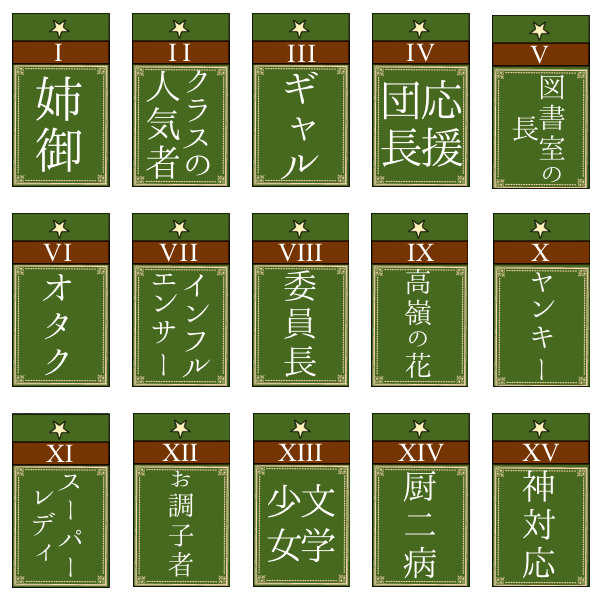 I
姉御
II
クラスの
人気者
III
ギャル
IV
応援
団長
V
図書室の
長
VI
オタク
VII
インフル
エンサー
VIII
委員長
IX
高嶺の花
X
ヤンキー
XI
スーパー
レディ
XII
お調子者
XIII
文学
少女
XIV
厨二病
XV
神対応